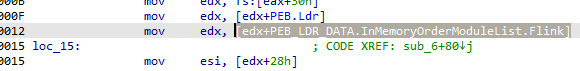 mov edx, fs:[eax+30h]
000F mov edx, [edx+PEB.Ldr]
0012 mov edx, [edx+PEB_LDR_DATA.InMemoryOrderModuleList.Flink]
0015 loc_15: ; CODE XREF: sub_6+80↓j
0015 mov esi, [edx+28h]